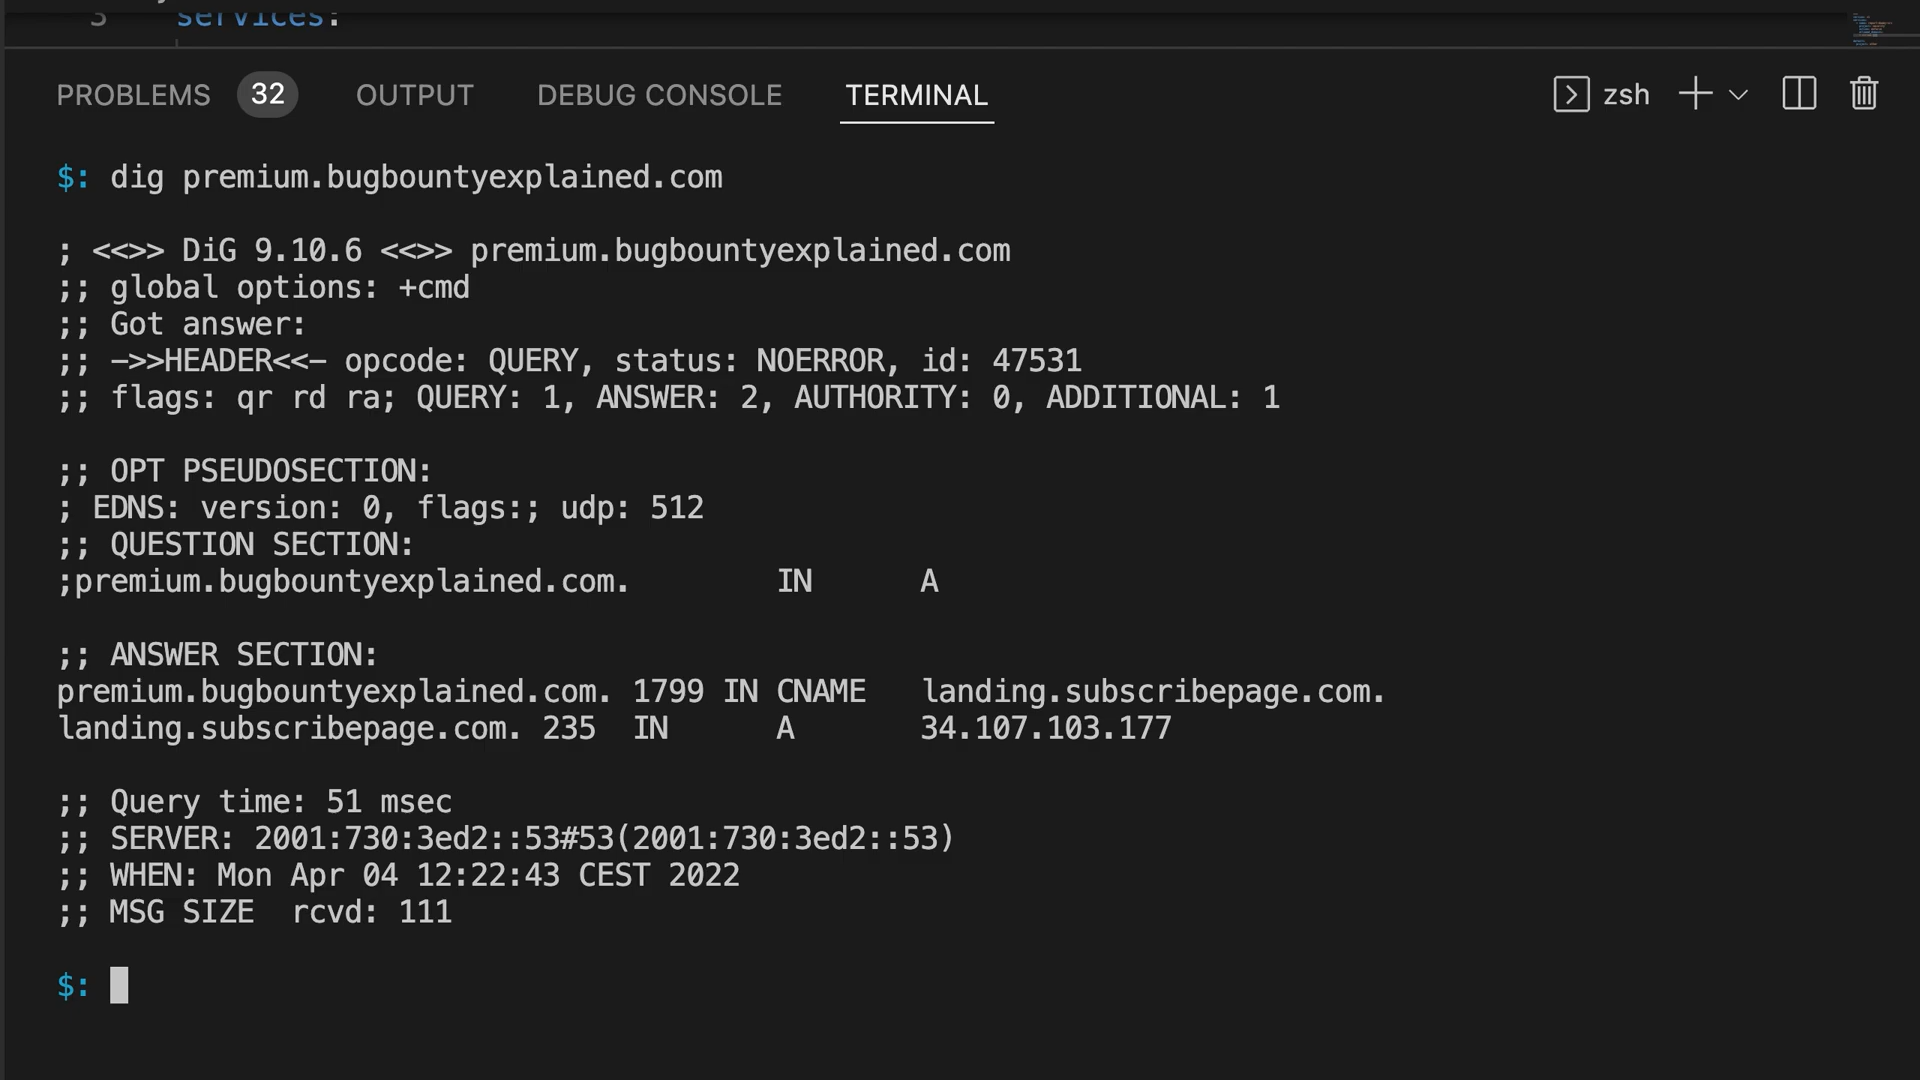 3 services:
PROBLEMS 32 OUTPUT DEBUG CONSOLE TERMINAL zsh
$: dig premium.bugbountyexplained.com
; <<>> DiG 9.10.6 <<>> premium.bugbountyexplained.com
;; global options: +cmd
;; Got answer:
;; ->>HEADER<<- opcode: QUERY, status: NOERROR, id: 47531
;; flags: qr rd ra; QUERY: 1, ANSWER: 2, AUTHORITY: 0, ADDITIONAL: 1
;; OPT PSEUDOSECTION:
; EDNS: version: 0, flags:; udp: 512
;; QUESTION SECTION:
;premium.bugbountyexplained.com. IN A
;; ANSWER SECTION:
premium.bugbountyexplained.com. 1799 IN CNAME landing.subscribepage.com.
landing.subscribepage.com. 235 IN A 34.107.103.177
;; Query time: 51 msec
;; SERVER: 2001:730:3ed2::53#53(2001:730:3ed2::53)
;; WHEN: Mon Apr 04 12:22:43 CEST 2022
;; MSG SIZE rcvd: 111
$: